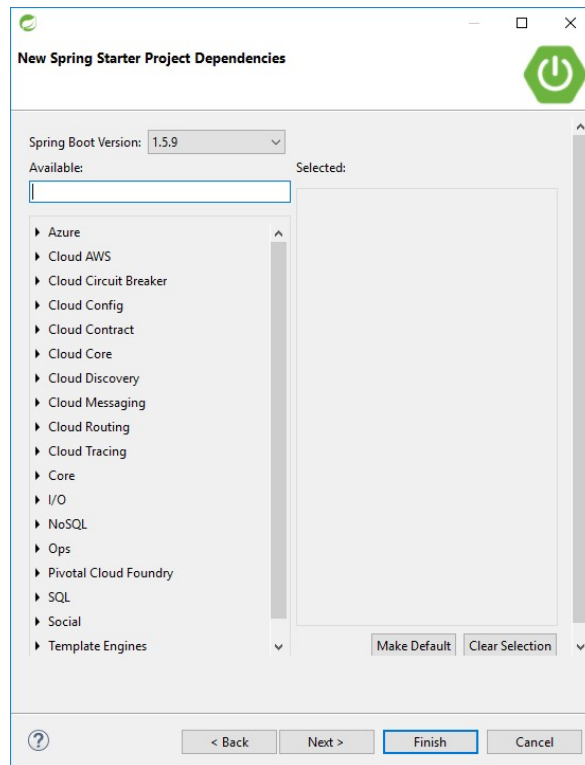 New Spring Starter Project Dependencies
Spring Boot Version: 1.5.9
Available: Selected:
Azure
Cloud AWS
Cloud Circuit Breaker
Cloud Config
Cloud Contract
Cloud Core
Cloud Discovery
Cloud Messaging
Cloud Routing
Cloud Tracing
Core
I/O
NoSQL
Ops
Pivotal Cloud Foundry
SQL
Social
Template Engines
Make Default Clear Selection
? < Back Next > Finish Cancel